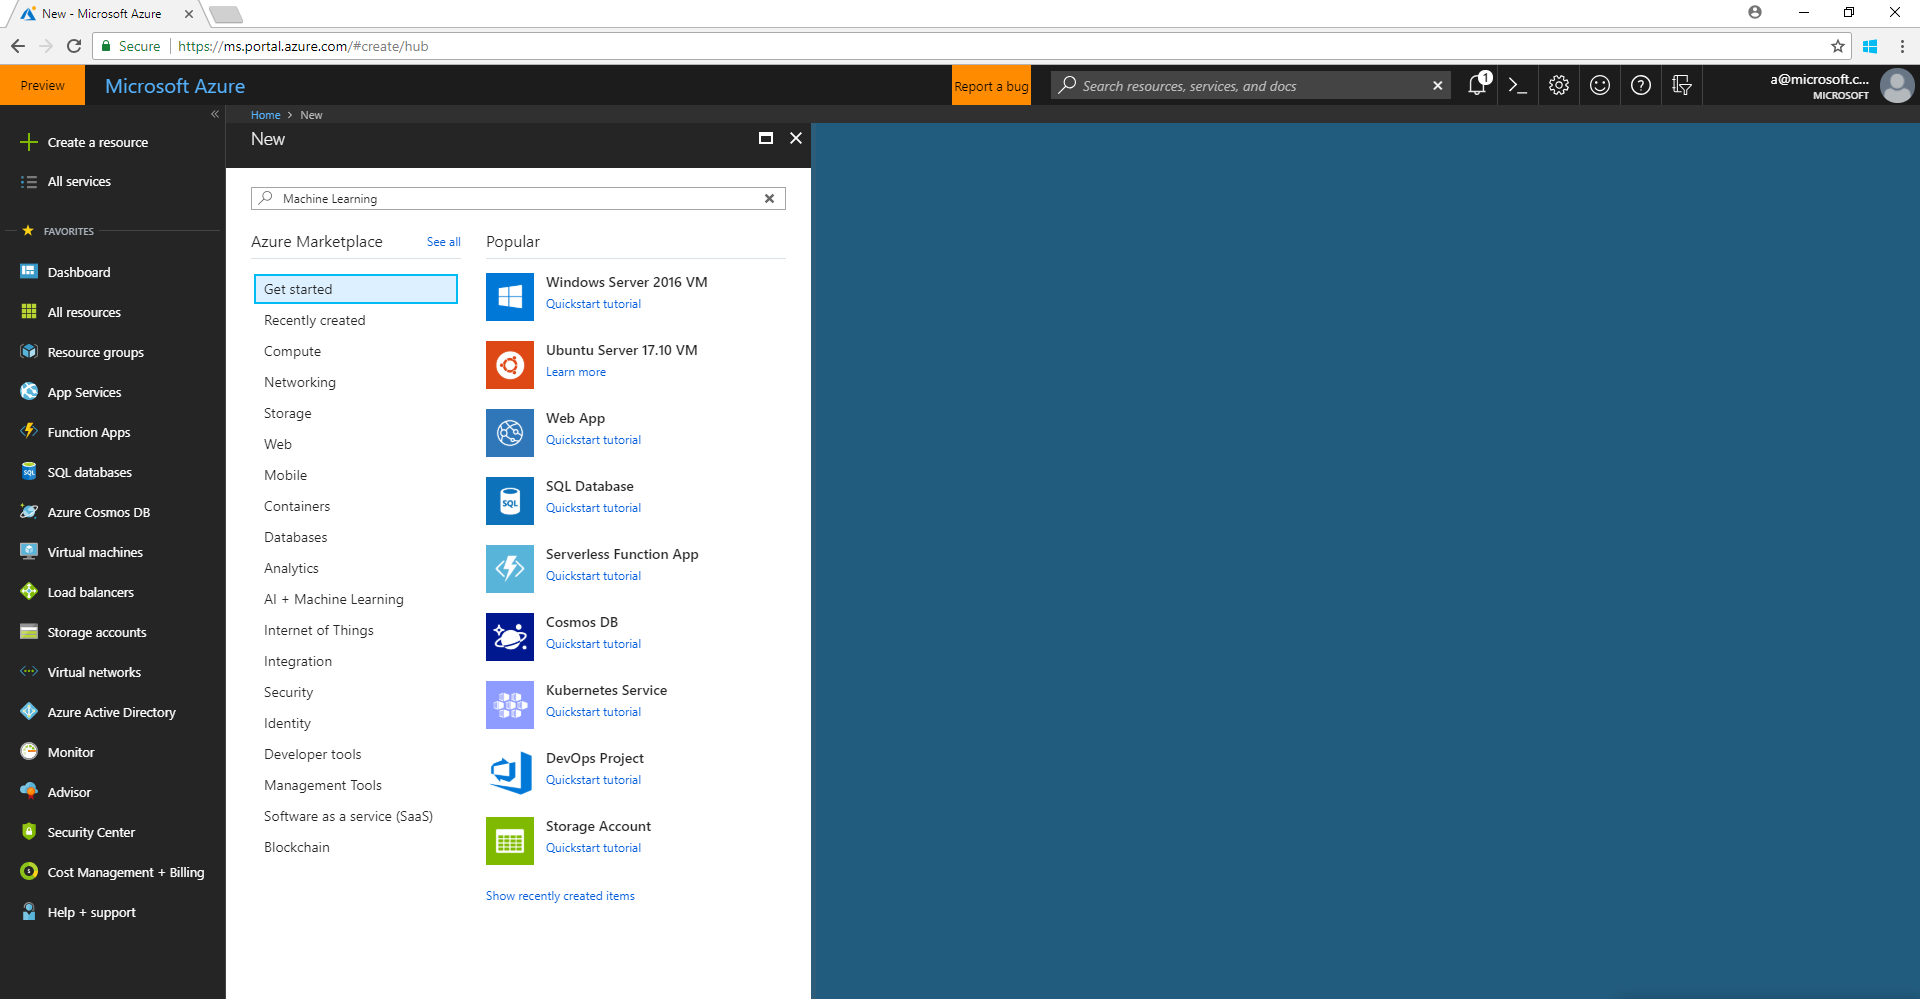 New - Microsoft Azure
Secure
https://ms.portal.azure.com/#create/hub
Preview
Microsoft Azure
Report a bug
Search resources, services, and docs
1
a@microsoft.c...
MICROSOFT
Create a resource
All services
FAVORITES
Dashboard
All resources
Resource groups
App Services
Function Apps
SQL databases
Azure Cosmos DB
Virtual machines
Load balancers
Storage accounts
Virtual networks
Azure Active Directory
Monitor
Advisor
Security Center
Cost Management + Billing
Help + support
Home > New
New
Machine Learning
Azure Marketplace
See all
Get started
Recently created
Compute
Networking
Storage
Web
Mobile
Containers
Databases
Analytics
AI + Machine Learning
Internet of Things
Integration
Security
Identity
Developer tools
Management Tools
Software as a service (SaaS)
Blockchain
Popular
Windows Server 2016 VM
Quickstart tutorial
Ubuntu Server 17.10 VM
Learn more
Web App
Quickstart tutorial
SQL
SQL Database
Quickstart tutorial
Serverless Function App
Quickstart tutorial
Cosmos DB
Quickstart tutorial
Kubernetes Service
Quickstart tutorial
DevOps Project
Quickstart tutorial
Storage Account
Quickstart tutorial
Show recently created items